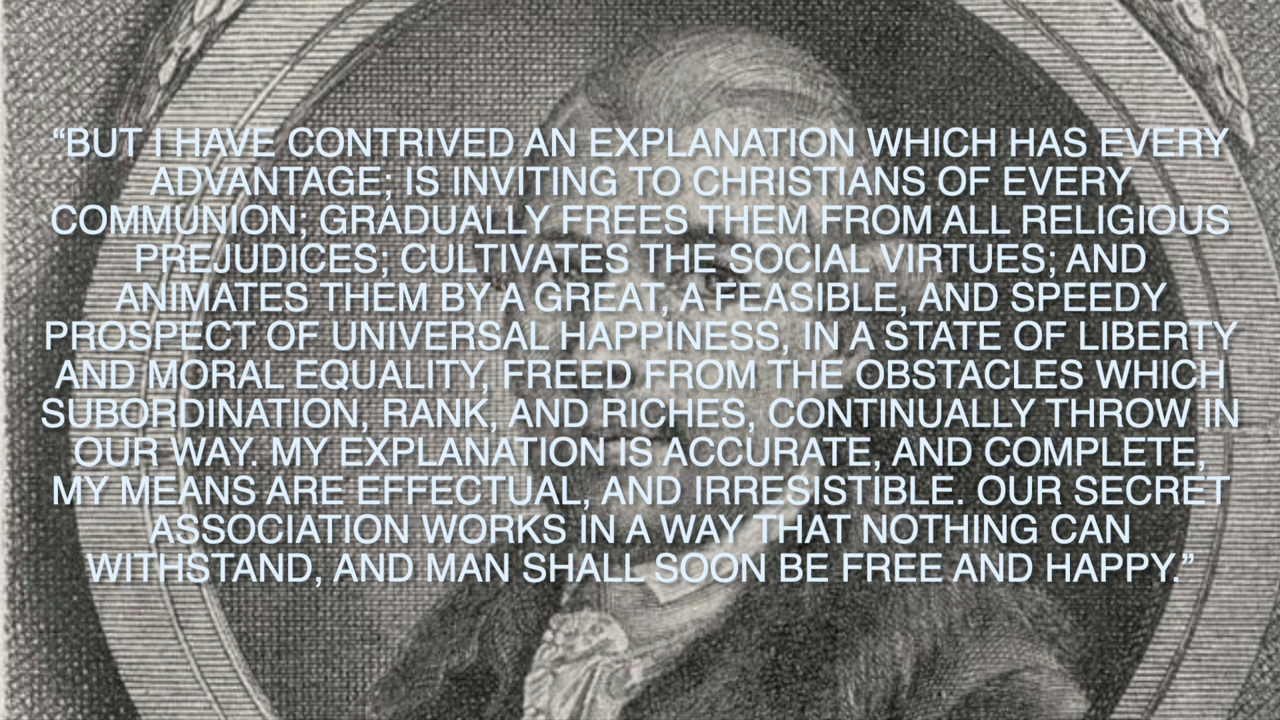 “BUT I HAVE CONTRIVED AN EXPLANATION WHICH HAS EVERY
ADVANTAGE; IS INVITING TO CHRISTIANS OF EVERY
COMMUNION; GRADUALLY FREES THEM FROM ALL RELIGIOUS
PREJUDICES; CULTIVATES THE SOCIAL VIRTUES; AND
ANIMATES THEM BY A GREAT, A FEASIBLE, AND SPEEDY
PROSPECT OF UNIVERSAL HAPPINESS, IN A STATE OF LIBERTY
AND MORAL EQUALITY, FREED FROM THE OBSTACLES WHICH
SUBORDINATION, RANK, AND RICHES, CONTINUALLY THROW IN
OUR WAY. MY EXPLANATION IS ACCURATE, AND COMPLETE,
MY MEANS ARE EFFECTUAL, AND IRRESISTIBLE. OUR SECRET
ASSOCIATION WORKS IN A WAY THAT NOTHING CAN
WITHSTAND, AND MAN SHALL SOON BE FREE AND HAPPY.”